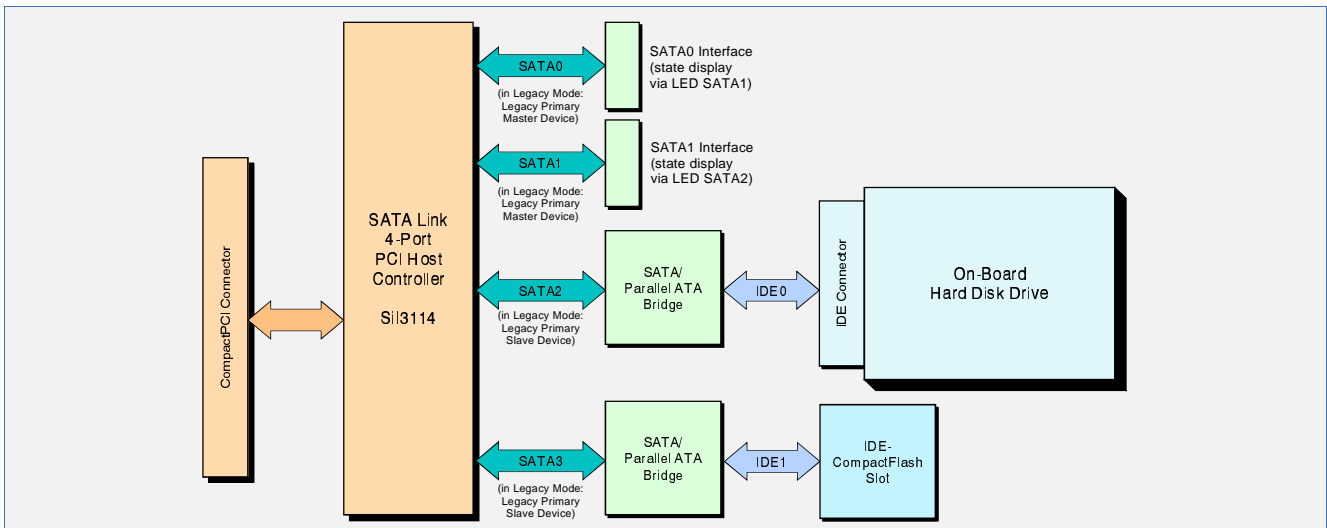 CompactPCI Connector
SATA Link
4-Port
PCI Host
Controller
Sil3114
SATA0
(in Legacy Mode:
Legacy Primary
Master Device)
SATA0 Interface
(state display
via LED SATA1)
SATA1
(in Legacy Mode:
Legacy Primary
Master Device)
SATA1 Interface
(state display
via LED SATA2)
SATA2
(in Legacy Mode:
Legacy Primary
Slave Device)
SATA/
Parallel ATA
Bridge
IDE0
IDE Connector
On-Board
Hard Disk Drive
SATA3
(in Legacy Mode:
Legacy Primary
Slave Device)
SATA/
Parallel ATA
Bridge
IDE1
IDE-
CompactFlash
Slot